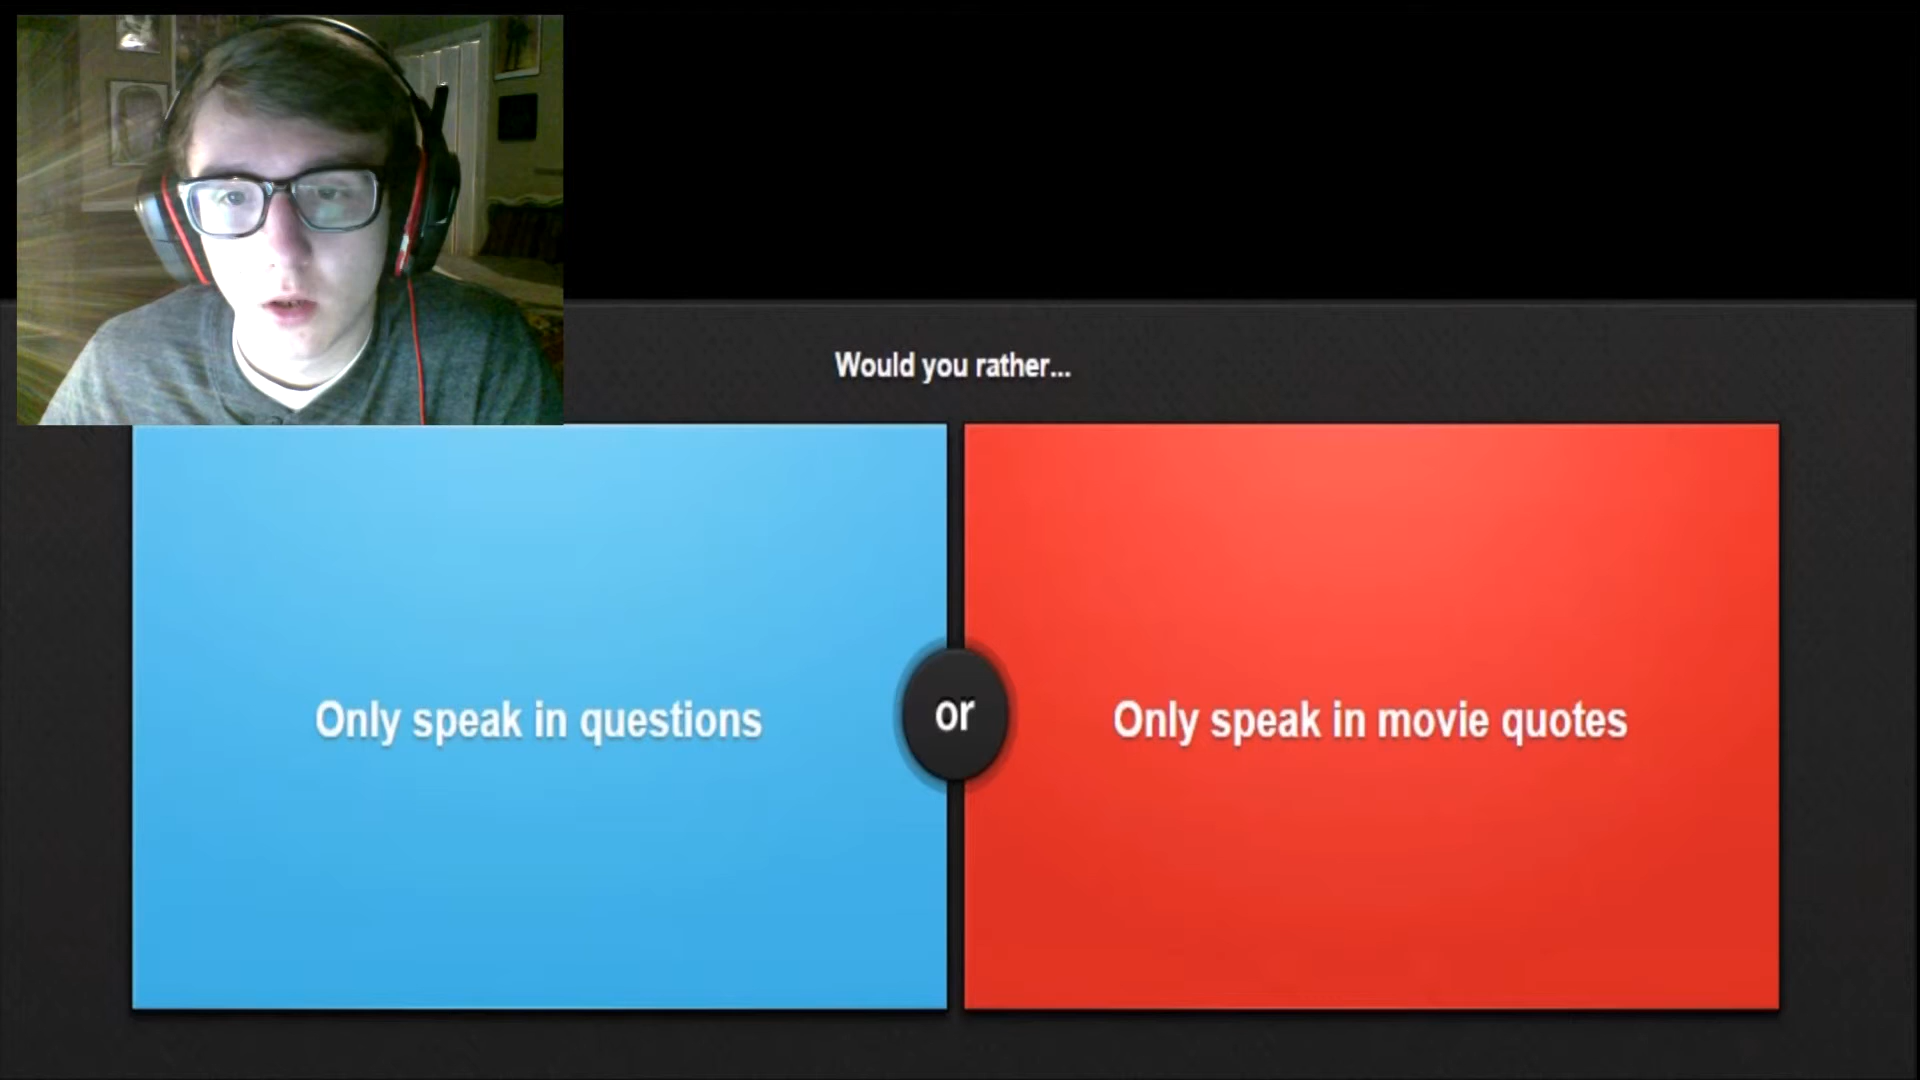 Would you rather...
Only speak in questions
or
Only speak in movie quotes